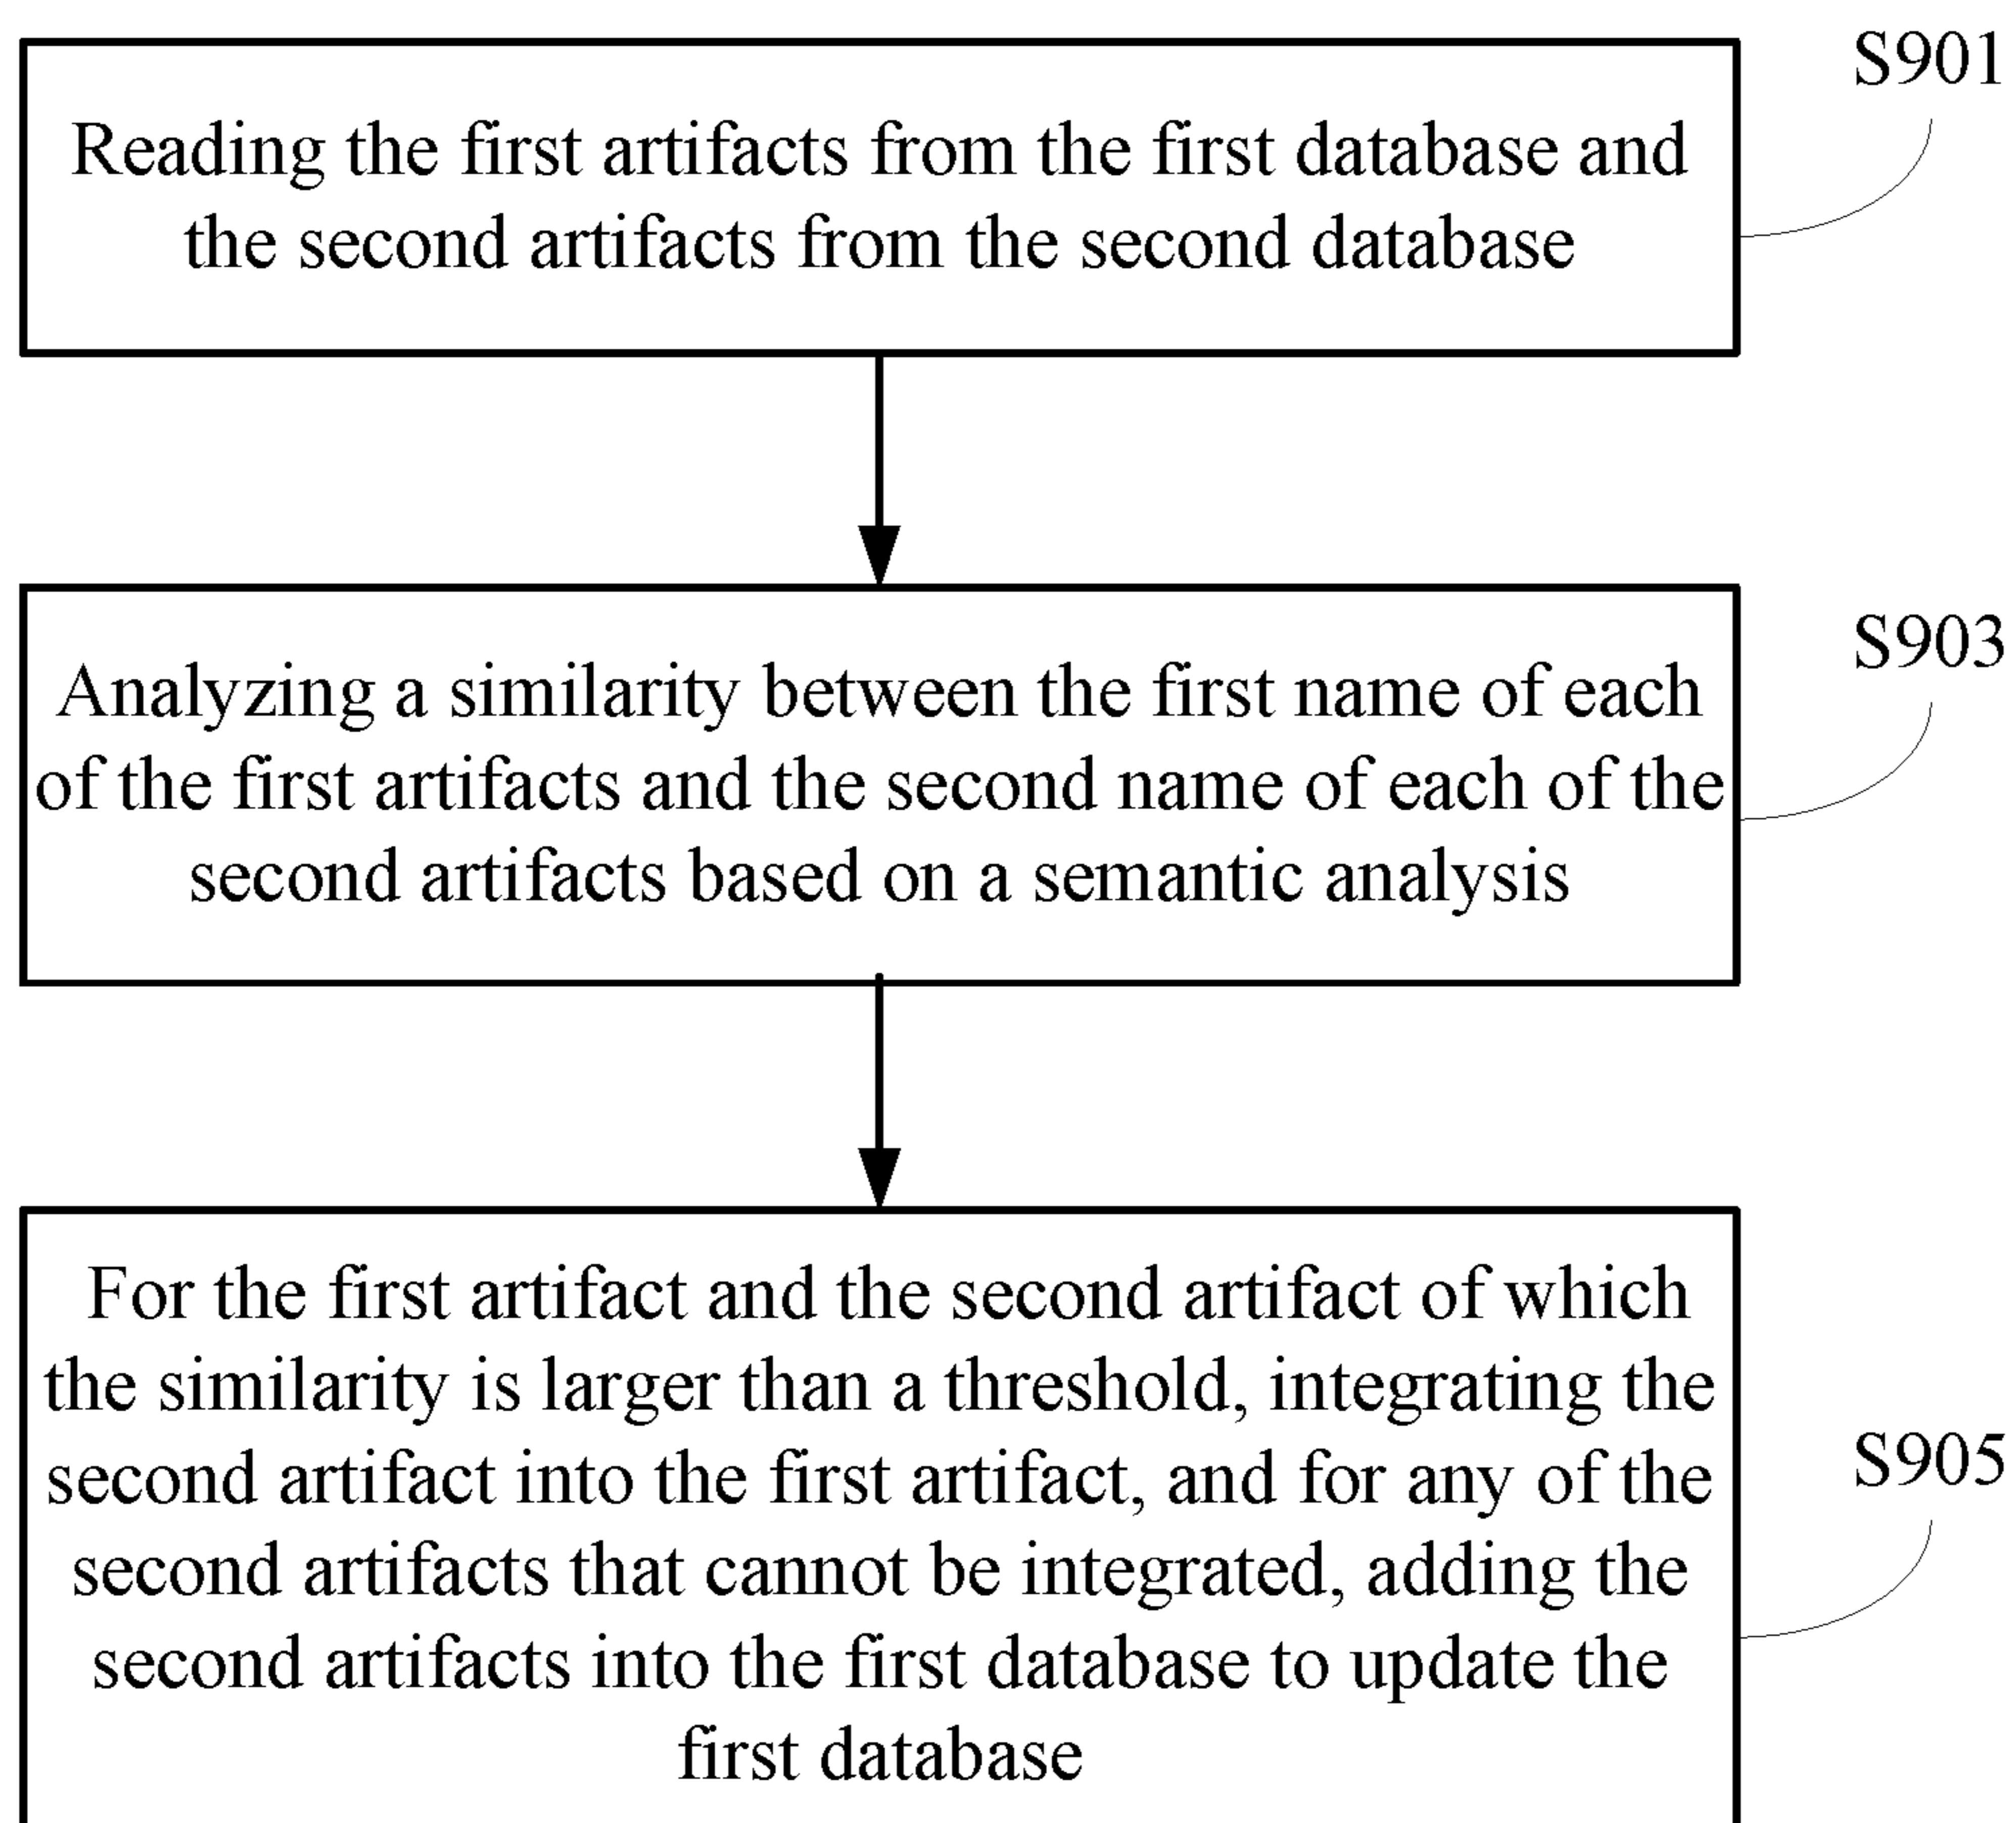 S901
Reading the first artifacts from the first database and
the second artifacts from the second database
S903
Analyzing a similarity between the first name of each
of the first artifacts and the second name of each of the
second artifacts based on a semantic analysis
For the first artifact and the second artifact of which
the similarity is larger than a threshold, integrating the
second artifact into the first artifact, and for any of the
S905
second artifacts that cannot be integrated, adding the
second artifacts into the first database to update the
first database